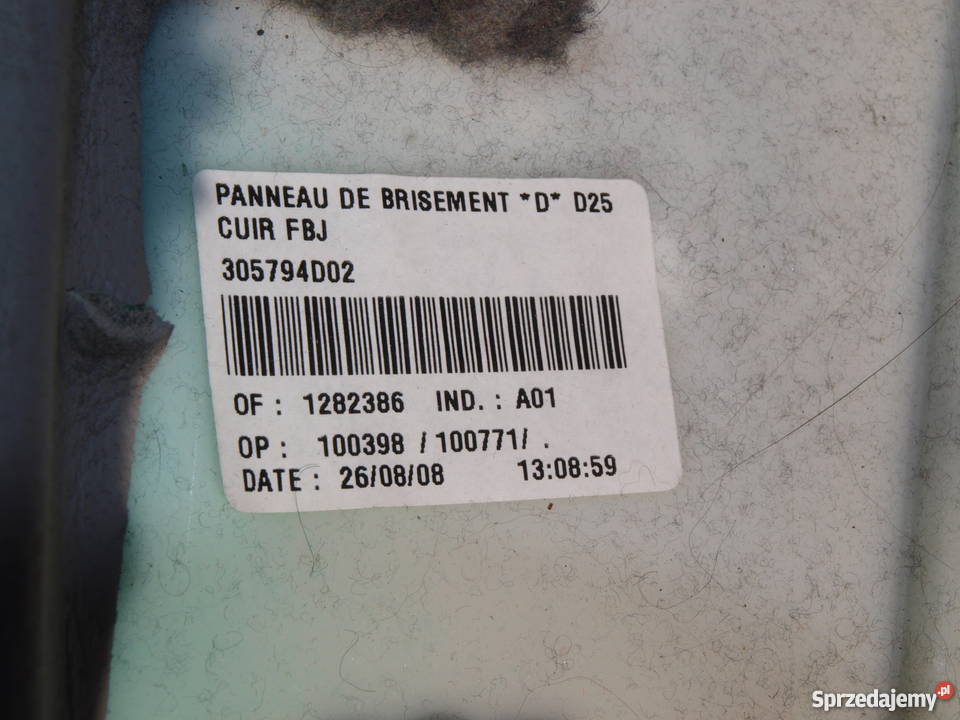 PANNEAU DE BRISEMENT *D* D25
CUIR FBJ
305794D02
OF : 1282386 IND. : A01
OP : 100398 / 100771/ .
DATE : 26/08/08 13:08:59
Sprzedajemy.pl